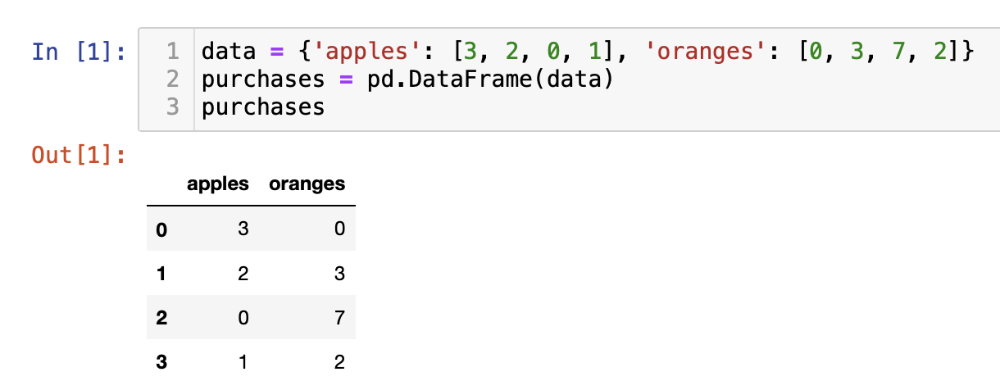 In [1]:
1 data = {'apples': [3, 2, 0, 1], 'oranges': [0, 3, 7, 2]}
2 purchases = pd.DataFrame(data)
3 purchases
Out[1]:
apples oranges
0 3 0
1 2 3
2 0 7
3 1 2